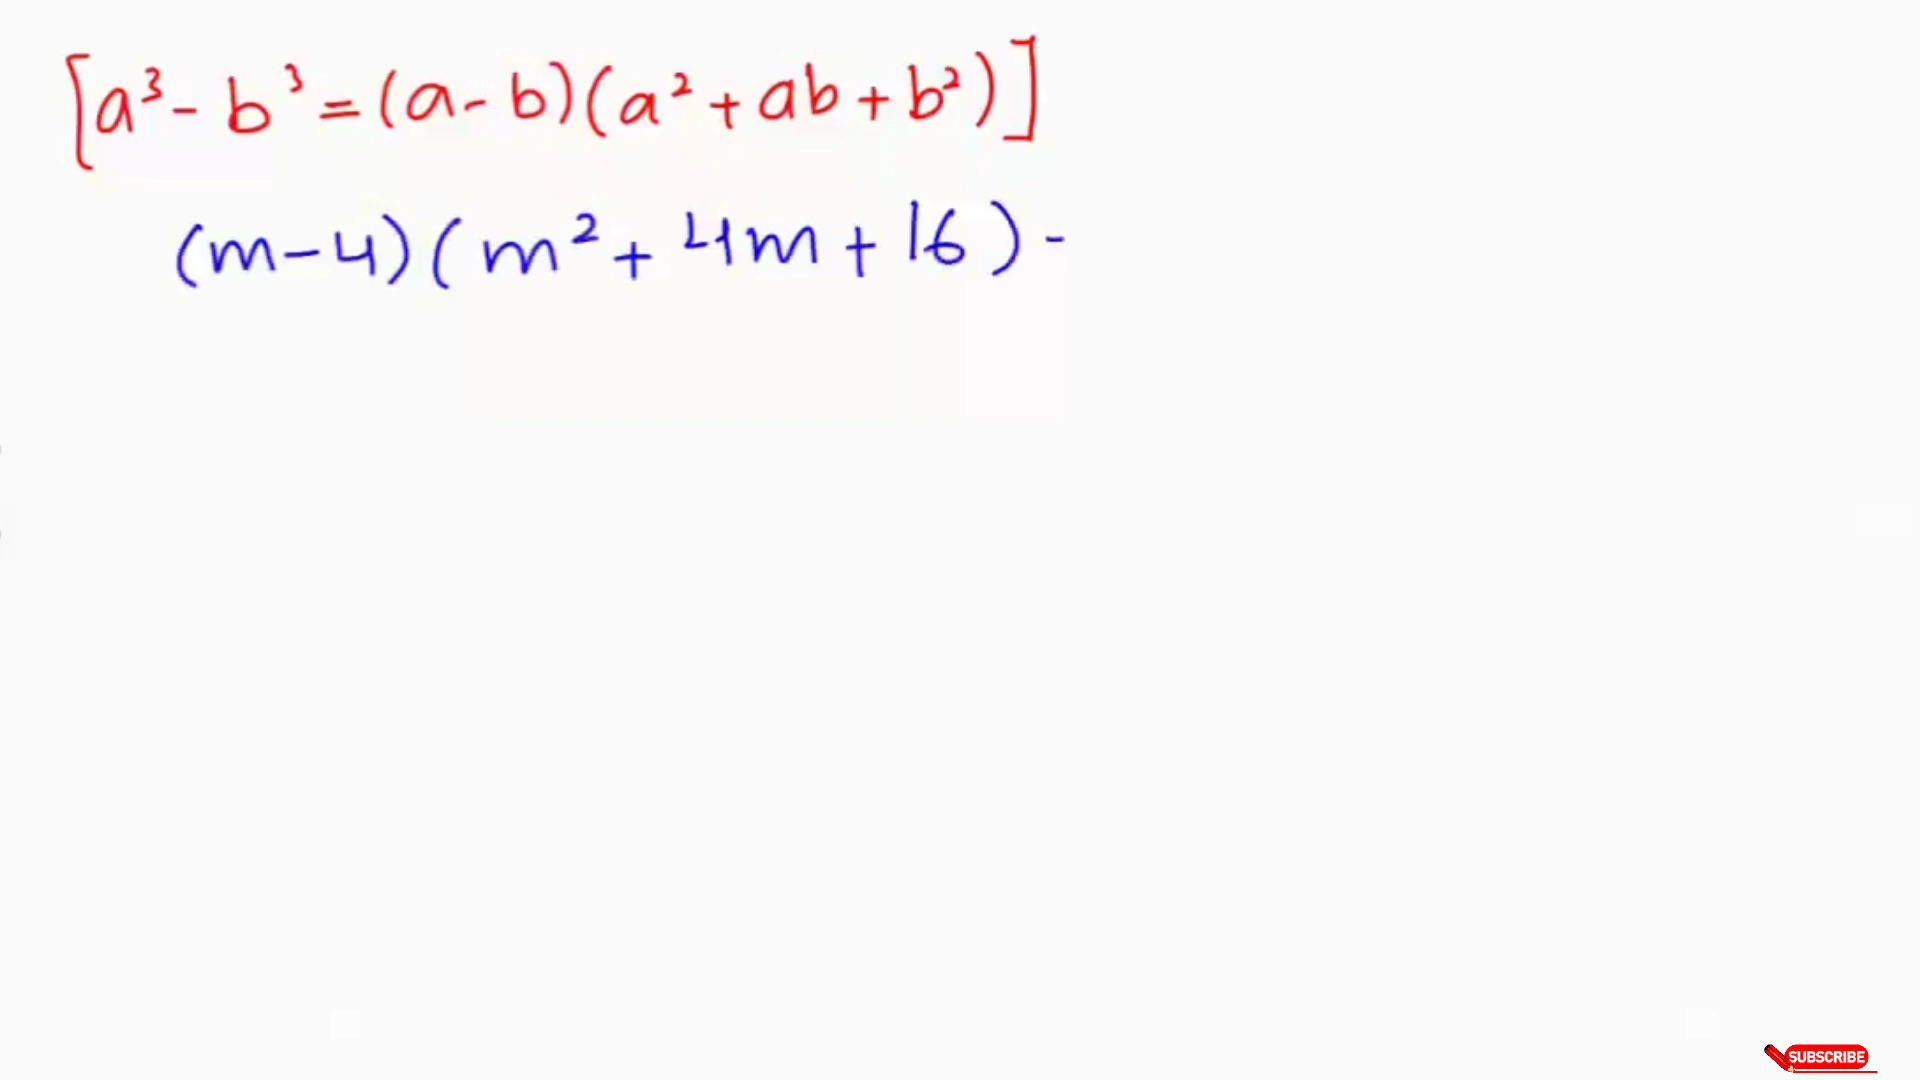 [a³ - b³ = (a - b)(a² + ab + b²)]
(m - 4)(m² + 4m + 16) -
SUBSCRIBE